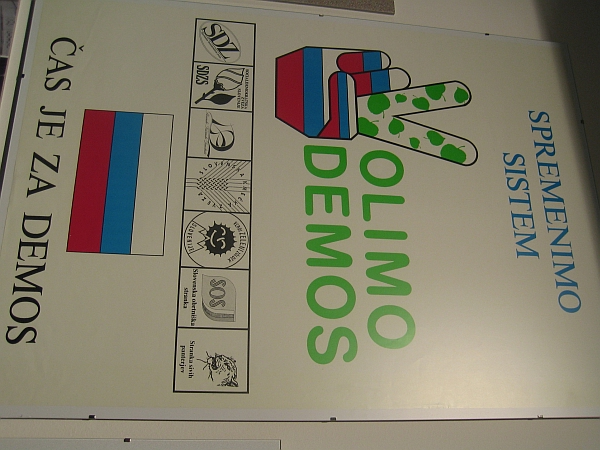 SPREMENIMO
SISTEM
VOLIMO
DEMOS
SDZ
SDZS
SOS
Slovenska obrtniška
stranka
Stranka sivih
panterjev
ČAS JE ZA DEMOS